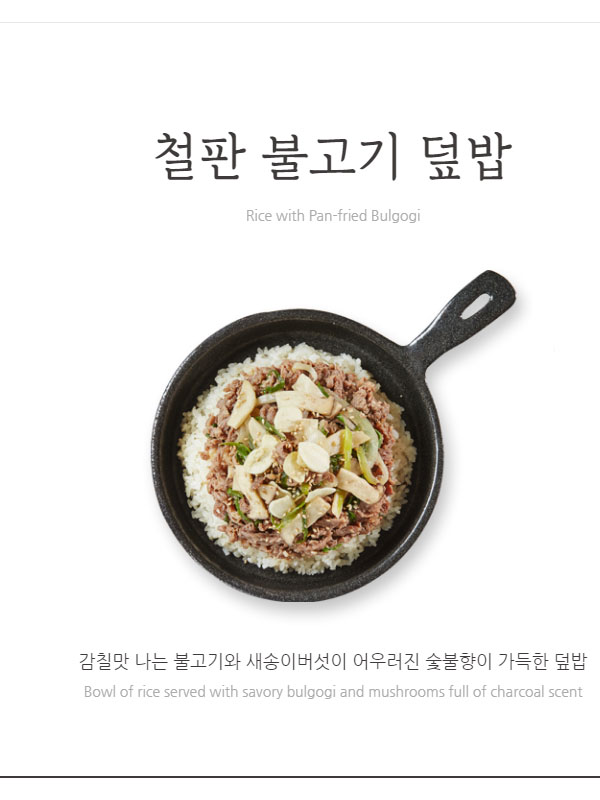 철판 불고기 덮밥
Rice with Pan-fried Bulgogi
감칠맛 나는 불고기와 새송이버섯이 어우러진 숯불향이 가득한 덮밥
Bowl of rice served with savory bulgogi and mushrooms full of charcoal scent